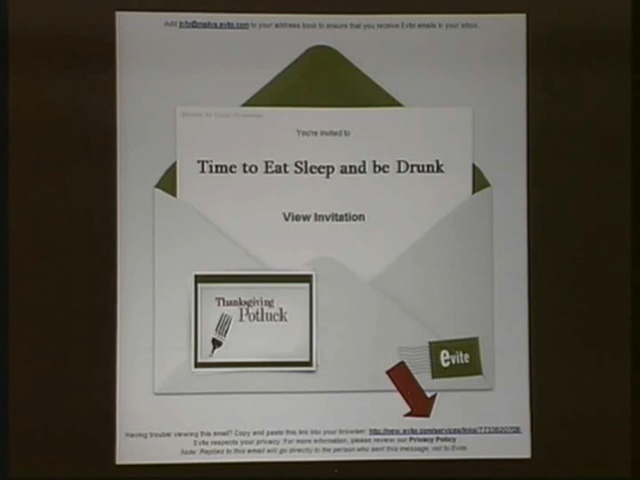 Add info@mailva.evite.com to your address book to ensure that you receive Evite emails in your inbox.
You're invited to
Time to Eat Sleep and be Drunk
View Invitation
Thanksgiving
Potluck
evite
Having trouble viewing this email? Copy and paste this link into your browser:
Evite respects your privacy. For more information, please review our Privacy Policy
Note: Replies to this email will go directly to the person who sent this message, not to Evite.